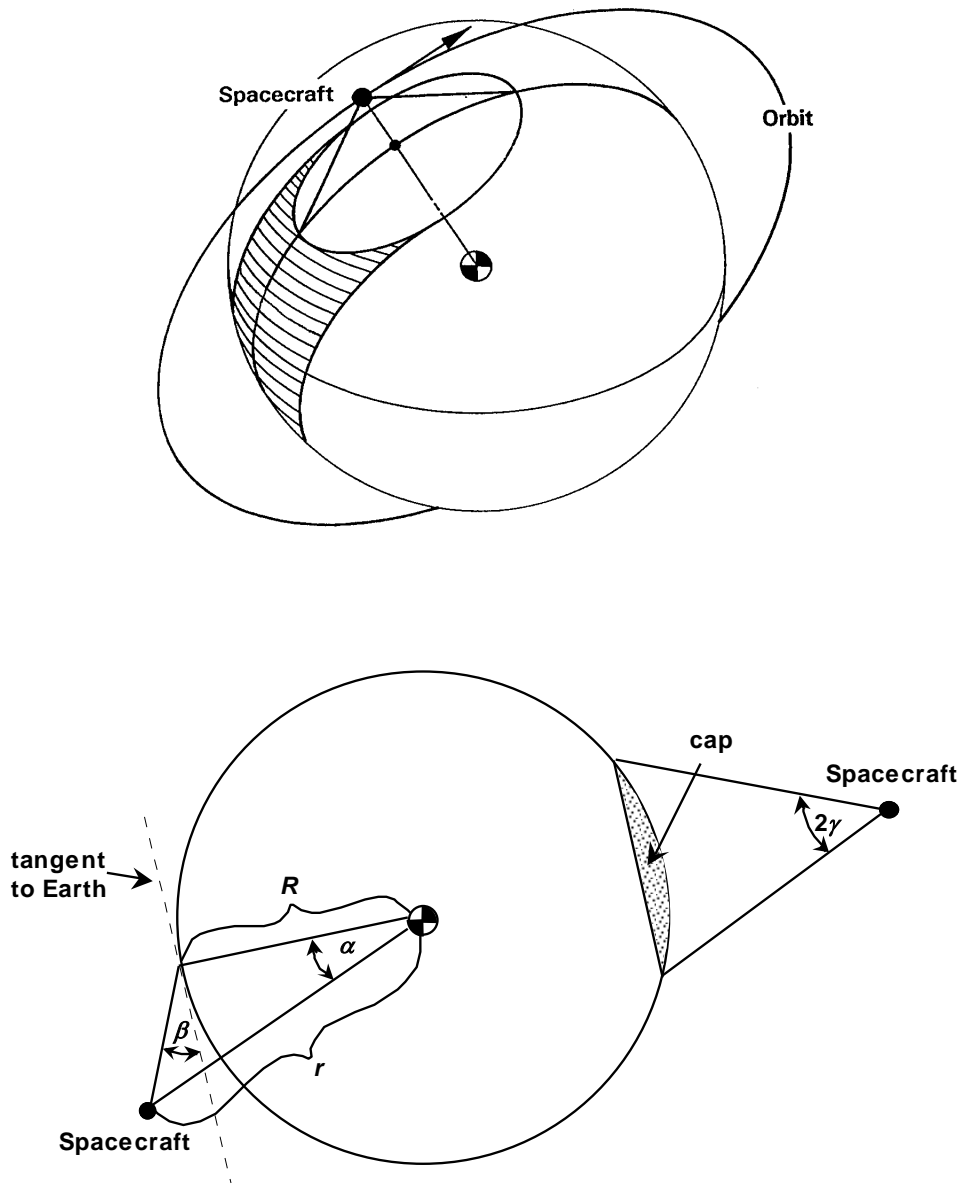 Spacecraft
Orbit
cap
Spacecraft
2γ
tangent
to Earth
R
α
β
r
Spacecraft